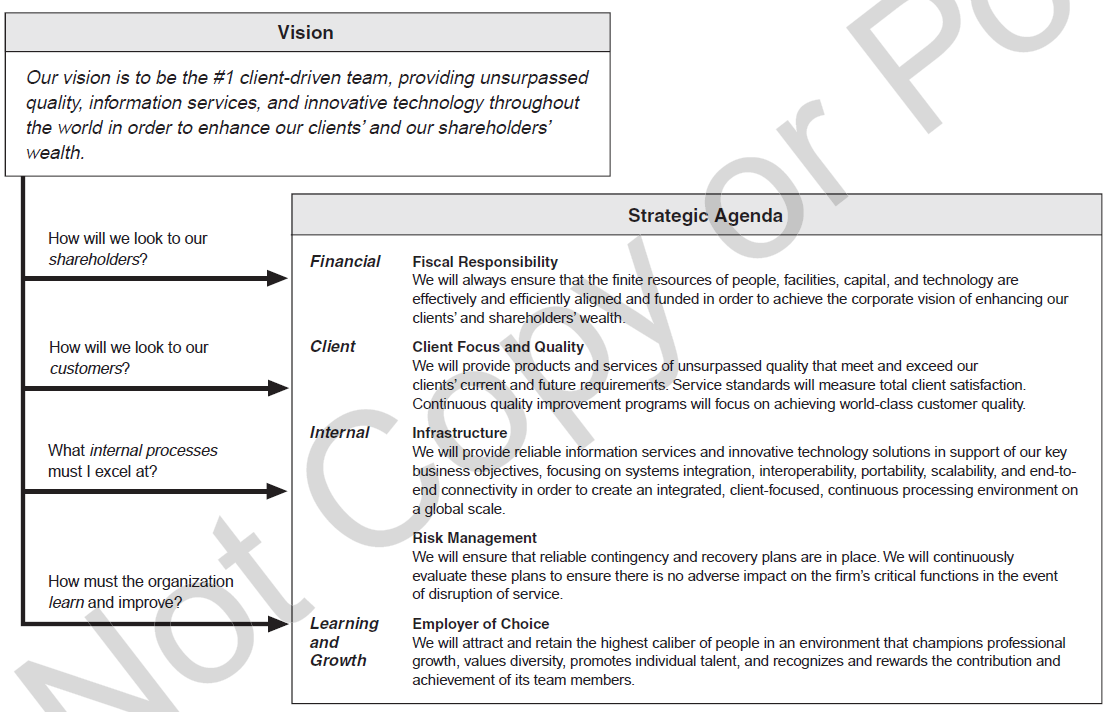 Vision
Our vision is to be the #1 client-driven team, providing unsurpassed
quality, information services, and innovative technology throughout
the world in order to enhance our clients' and our shareholders'
wealth.
How will we look to our
shareholders?
How will we look to our
customers?
What internal processes
must I excel at?
How must the organization
learn and improve?
Strategic Agenda
Financial
Fiscal Responsibility
We will always ensure that the finite resources of people, facilities, capital, and technology are
effectively and efficiently aligned and funded in order to achieve the corporate vision of enhancing our
clients' and shareholders' wealth.
Client
Client Focus and Quality
We will provide products and services of unsurpassed quality that meet and exceed our
clients' current and future requirements. Service standards will measure total client satisfaction.
Continuous quality improvement programs will focus on achieving world-class customer quality.
Internal
Infrastructure
We will provide reliable information services and innovative technology solutions in support of our key
business objectives, focusing on systems integration, interoperability, portability, scalability, and end-to-
end connectivity in order to create an integrated, client-focused, continuous processing environment on
a global scale.
Risk Management
We will ensure that reliable contingency and recovery plans are in place. We will continuously
evaluate these plans to ensure there is no adverse impact on the firm's critical functions in the event
of disruption of service.
Learning
and
Growth
Employer of Choice
We will attract and retain the highest caliber of people in an environment that champions professional
growth, values diversity, promotes individual talent, and recognizes and rewards the contribution and
achievement of its team members.
Not Copy or Po